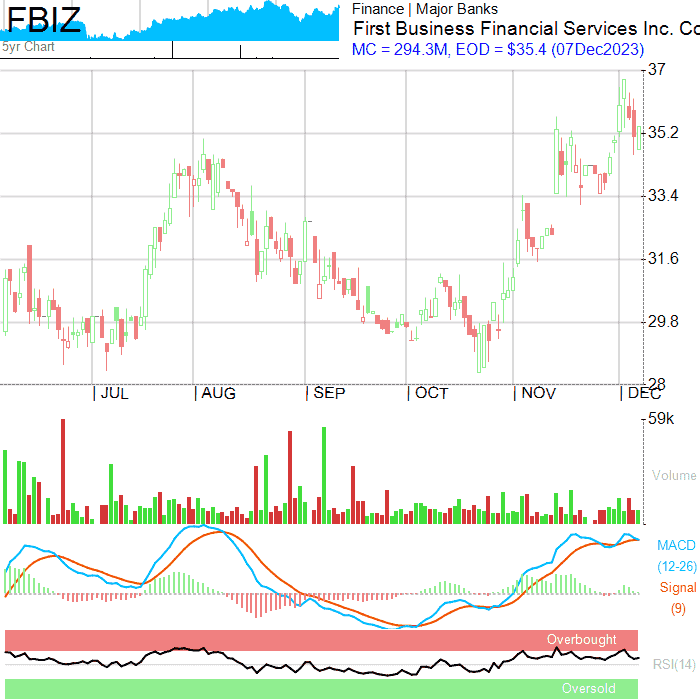 FBIZ
5yr Chart
Finance | Major Banks
First Business Financial Services Inc. Co
MC = 294.3M, EOD = $35.4 (07Dec2023)
37
35.2
33.4
31.6
29.8
28
JUL
AUG
SEP
OCT
NOV
DEC
59k
Volume
MACD
(12-26)
Signal
(9)
Overbought
RSI(14)
Oversold